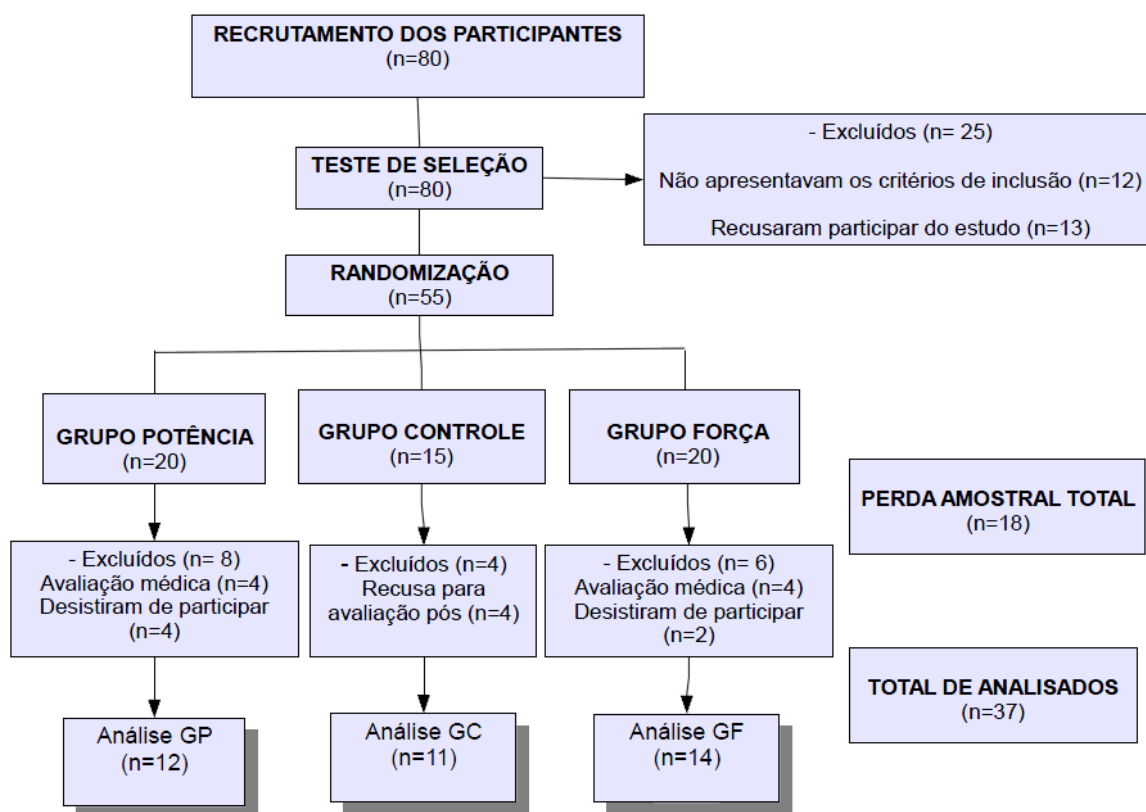 RECRUTAMENTO DOS PARTICIPANTES
(n=80)
TESTE DE SELEÇÃO
(n=80)
- Excluídos (n= 25)
Não apresentavam os critérios de inclusão (n=12)
Recusaram participar do estudo (n=13)
RANDOMIZAÇÃO
(n=55)
GRUPO POTÊNCIA
(n=20)
GRUPO CONTROLE
(n=15)
GRUPO FORÇA
(n=20)
PERDA AMOSTRAL TOTAL
(n=18)
- Excluídos (n= 8)
Avaliação médica (n=4)
Desistiram de participar
(n=4)
- Excluídos (n=4)
Recusa para
avaliação pós (n=4)
- Excluídos (n= 6)
Avaliação médica (n=4)
Desistiram de participar
(n=2)
TOTAL DE ANALISADOS
(n=37)
Análise GP
(n=12)
Análise GC
(n=11)
Análise GF
(n=14)